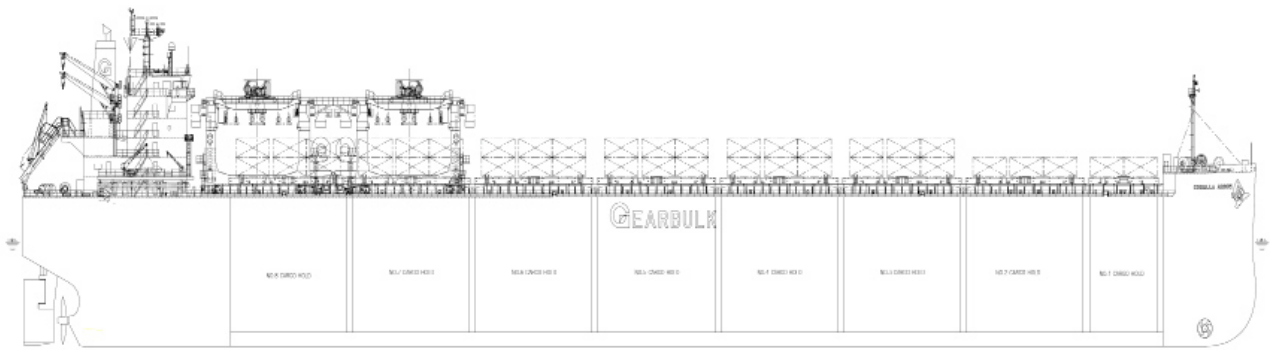 GEARBULK
NO.8 CARGO HOLD
NO.7 CARGO HOLD
NO.6 CARGO HOLD
NO.5 CARGO HOLD
NO.4 CARGO HOLD
NO.3 CARGO HOLD
NO.2 CARGO HOLD
NO.1 CARGO HOLD